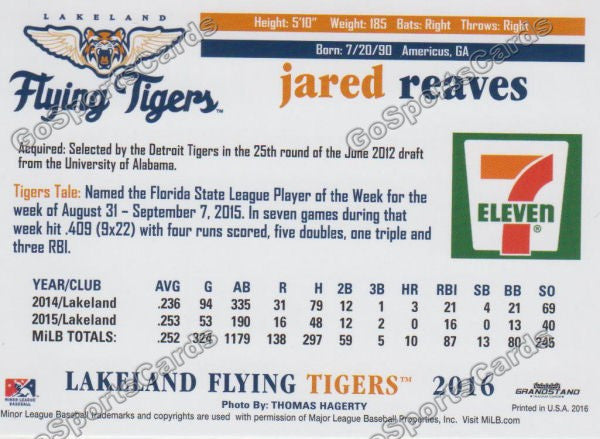 LAKELAND
Flying Tigers™
Height: 5'10" Weight: 185 Bats: Right Throws: Right
Born: 7/20/90 Americus, GA
jared reaves
Acquired: Selected by the Detroit Tigers in the 25th round of the June 2012 draft
from the University of Alabama.
Tigers Tale: Named the Florida State League Player of the Week for the
week of August 31 – September 7, 2015. In seven games during that
week hit .409 (9x22) with four runs scored, five doubles, one triple and
three RBI.
7
ELEVEN
®
YEAR/CLUB AVG G AB R H 2B 3B HR RBI SB BB SO
2014/Lakeland .236 94 335 31 79 12 1 3 21 4 21 69
2015/Lakeland .253 53 190 16 48 12 2 0 16 0 13 40
MiLB TOTALS: .252 324 1179 138 297 59 5 10 87 13 80 245
LAKELAND FLYING TIGERS™ 2016
Photo By: THOMAS HAGERTY
GRANDSTAND
Printed in U.S.A. 2016
Minor League Baseball trademarks and copyrights are used with permission of Major League Baseball Properties, Inc. Visit MiLB.com
GoSportsCards
GoSportsCards
GoSportsCards
GoSportsCards
GoSportsCards